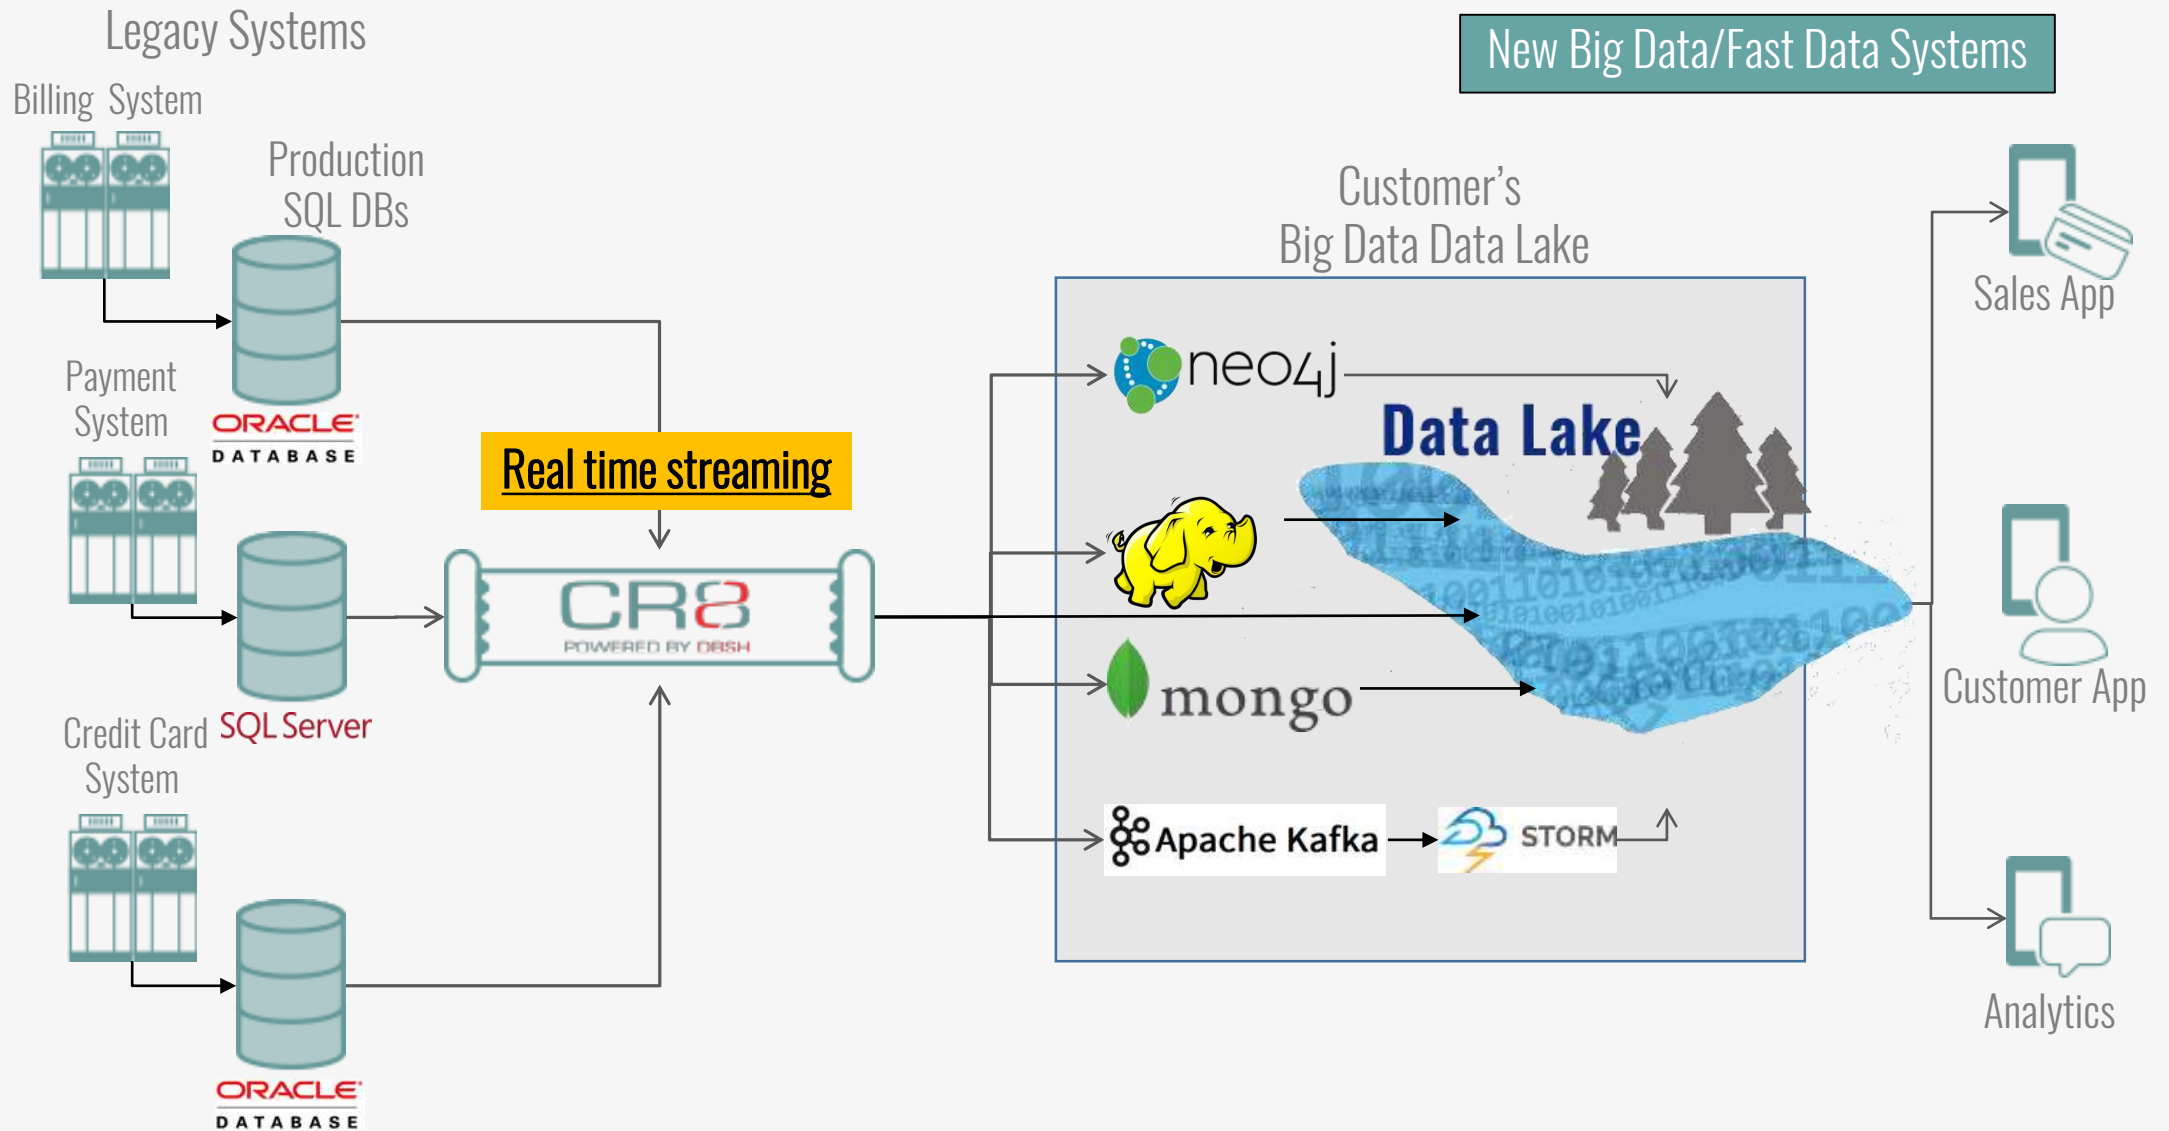 Legacy Systems
New Big Data/Fast Data Systems
Billing System
Production
SQL DBs
ORACLE
DATABASE
Payment
System
SQL Server
Credit Card
System
ORACLE
DATABASE
Real time streaming
CR8
POWERED BY DBSH
Customer's
Big Data Data Lake
neo4j
Data Lake
mongo
Apache Kafka
STORM
Sales App
Customer App
Analytics